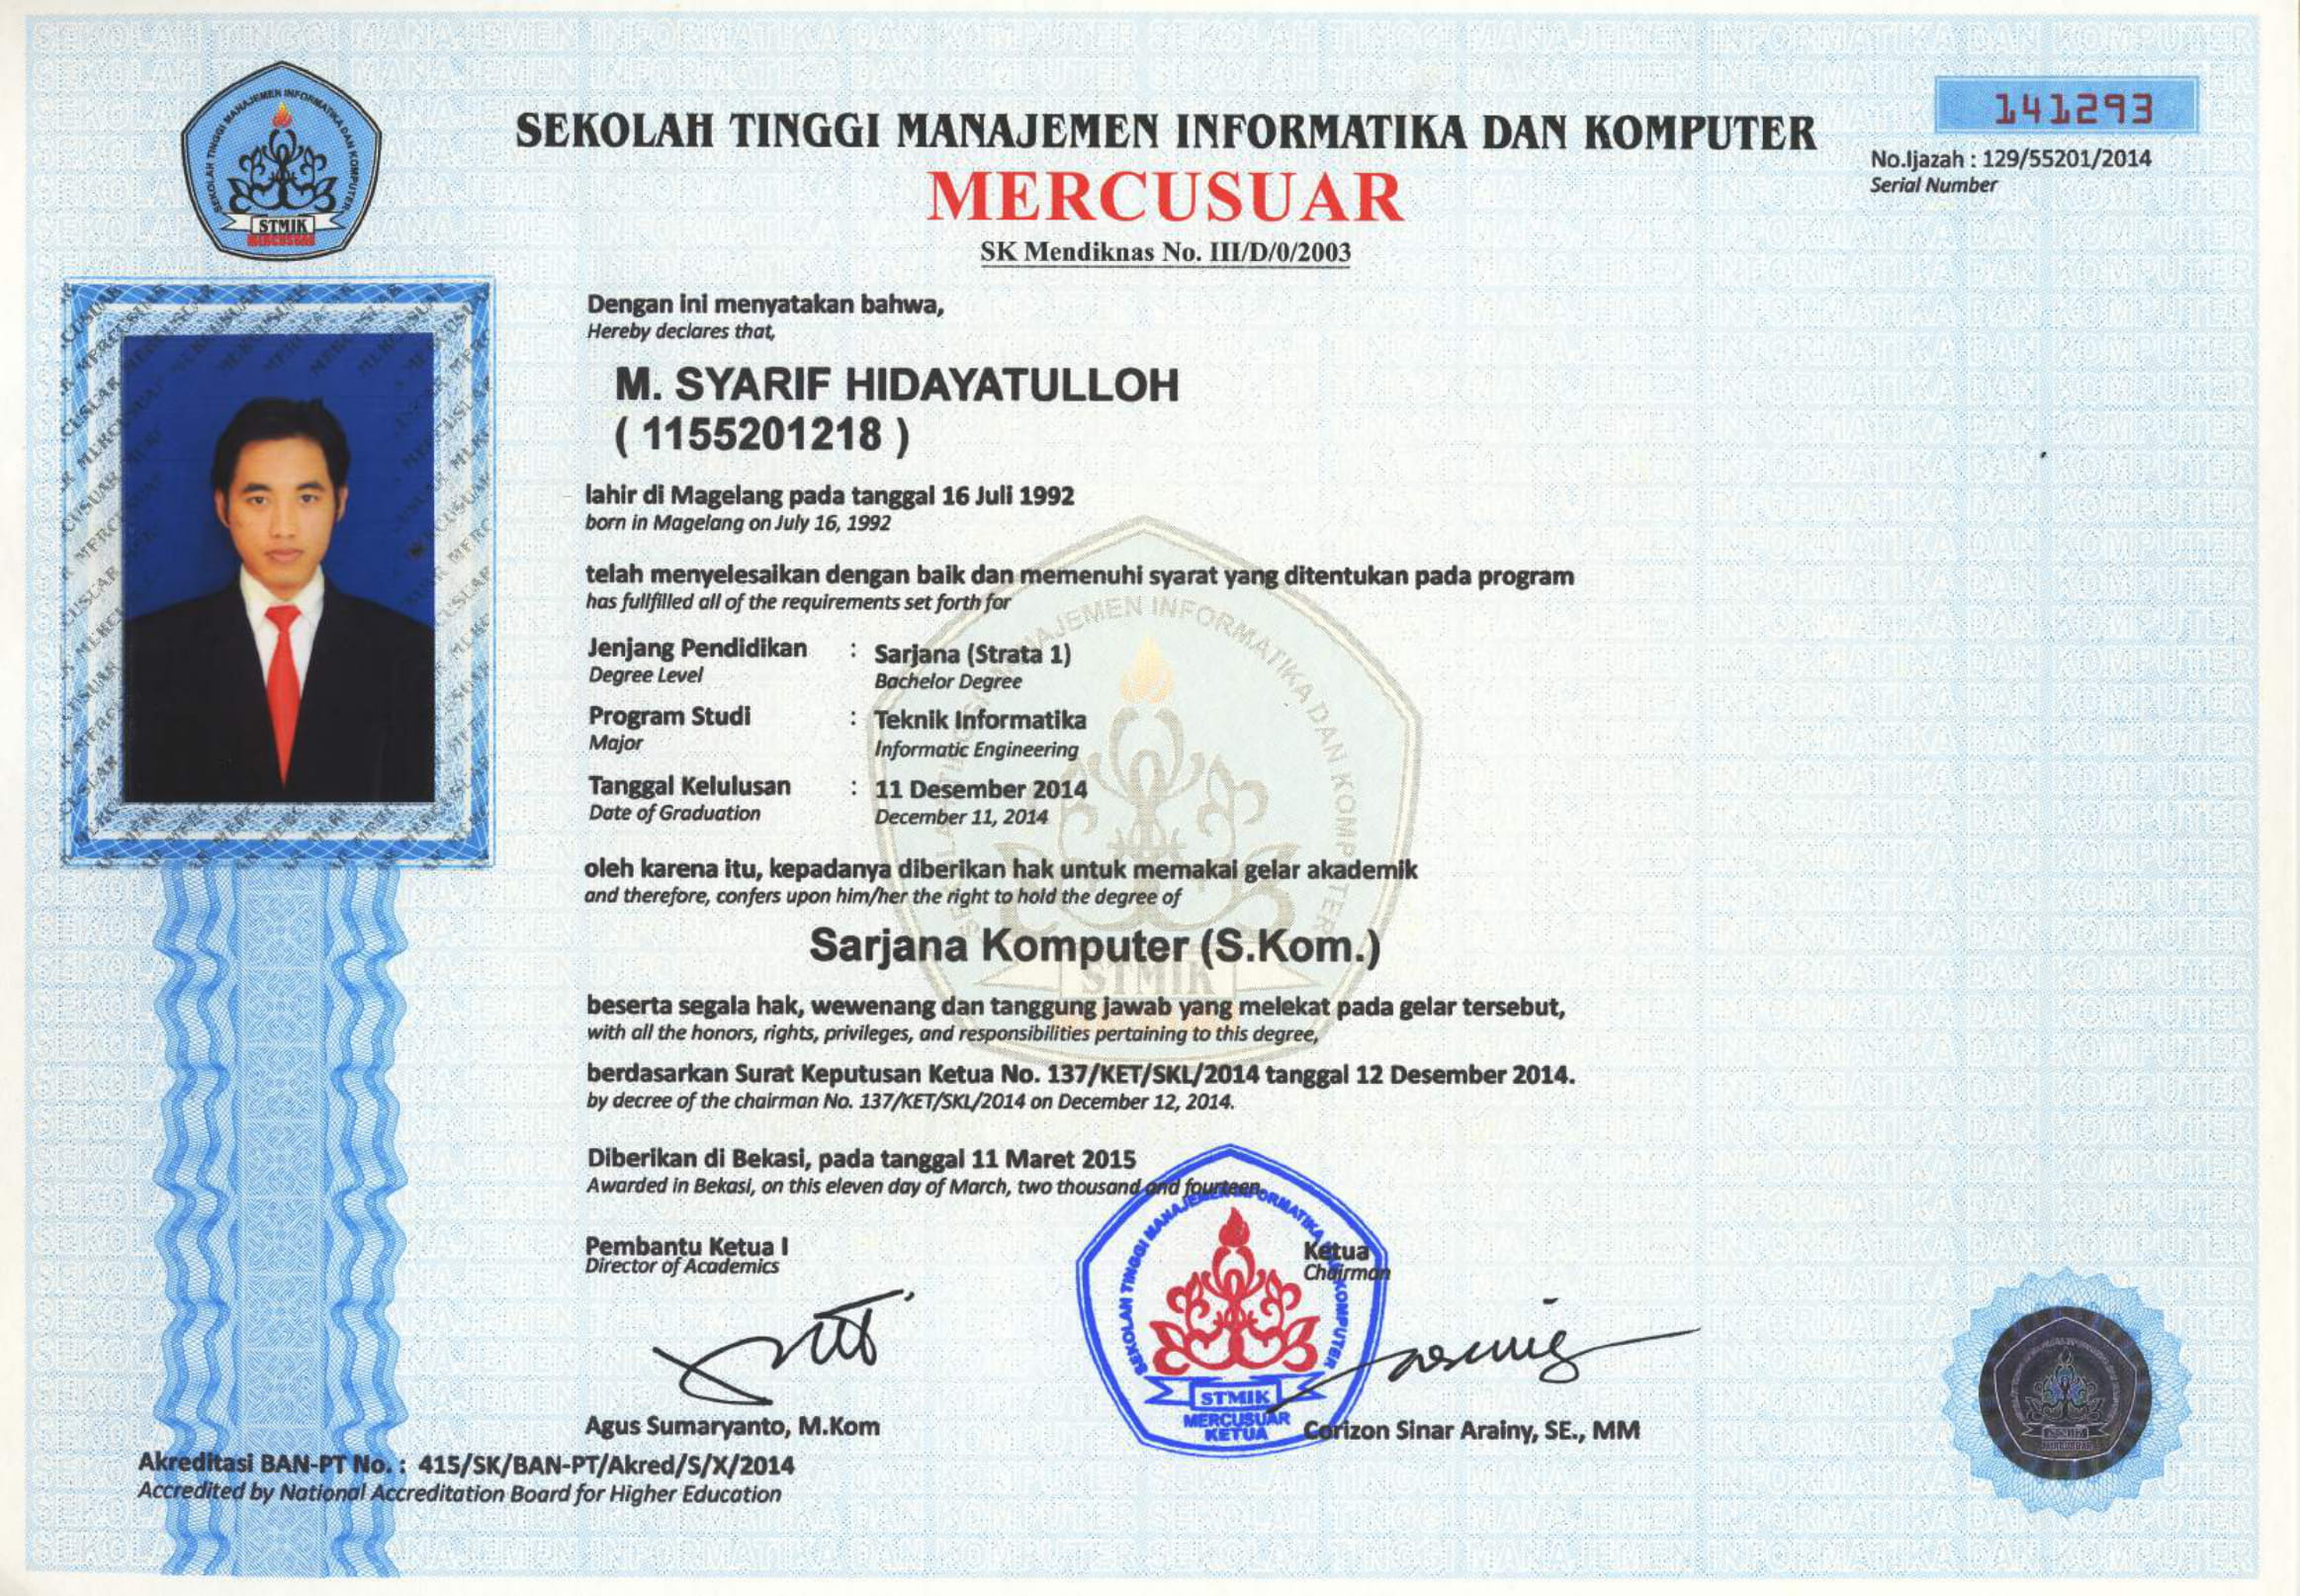 SEKOLAH TINGGI MANAJEMEN INFORMATIKA DAN KOMPUTER
STMIK
MERCUSUAR
SEKOLAH TINGGI MANAJEMEN INFORMATIKA DAN KOMPUTER
MERCUSUAR
SK Mendiknas No. III/D/0/2003
141293
No.Ijazah : 129/55201/2014
Serial Number
Dengan ini menyatakan bahwa,
Hereby declares that,
M. SYARIF HIDAYATULLOH
( 1155201218 )
lahir di Magelang pada tanggal 16 Juli 1992
born in Magelang on July 16, 1992
telah menyelesaikan dengan baik dan memenuhi syarat yang ditentukan pada program
has fullfilled all of the requirements set forth for
Jenjang Pendidikan : Sarjana (Strata 1)
Degree Level Bachelor Degree
Program Studi : Teknik Informatika
Major Informatic Engineering
Tanggal Kelulusan : 11 Desember 2014
Date of Graduation December 11, 2014
oleh karena itu, kepadanya diberikan hak untuk memakai gelar akademik
and therefore, confers upon him/her the right to hold the degree of
Sarjana Komputer (S.Kom.)
beserta segala hak, wewenang dan tanggung jawab yang melekat pada gelar tersebut,
with all the honors, rights, privileges, and responsibilities pertaining to this degree,
berdasarkan Surat Keputusan Ketua No. 137/KET/SKL/2014 tanggal 12 Desember 2014.
by decree of the chairman No. 137/KET/SKL/2014 on December 12, 2014.
Diberikan di Bekasi, pada tanggal 11 Maret 2015
Awarded in Bekasi, on this eleven day of March, two thousand and fourteen.
Pembantu Ketua I
Director of Academics
Ketua
Chairman
SEKOLAH TINGGI MANAJEMEN INFORMATIKA DAN KOMPUTER
STMIK
MERCUSUAR
KETUA
Agus Sumaryanto, M.Kom
Corizon Sinar Arainy, SE., MM
Akreditasi BAN-PT No. : 415/SK/BAN-PT/Akred/S/X/2014
Accredited by National Accreditation Board for Higher Education